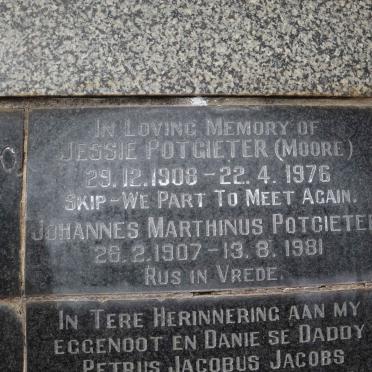 IN LOVING MEMORY OF
JESSIE POTGIETER (MOORE)
29.12.1908 - 22.4.1976
SKIP - WE PART TO MEET AGAIN.
JOHANNES MARTHINUS POTGIETER
26.2.1907 - 13.8.1981
RUS IN VREDE.
IN TERE HERINNERING AAN MY
EGGENOOT EN DANIE SE DADDY
PETRUS JACOBUS JACOBS